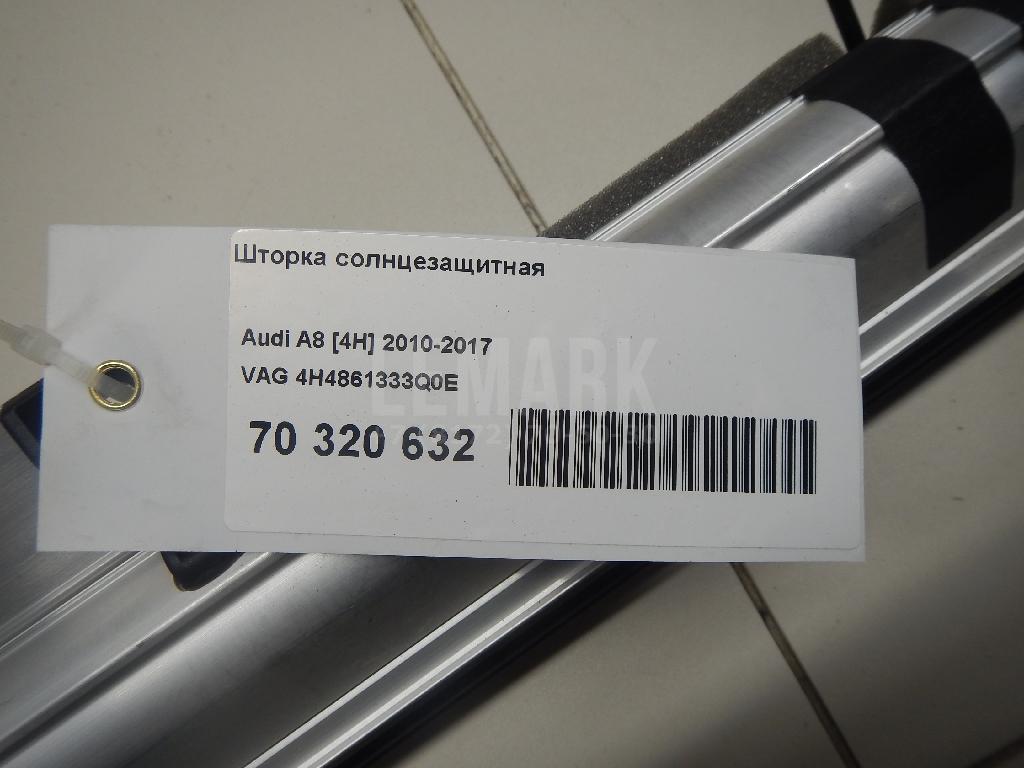 Шторка солнцезащитная
Audi A8 [4H] 2010-2017
VAG 4H4861333Q0E
70 320 632